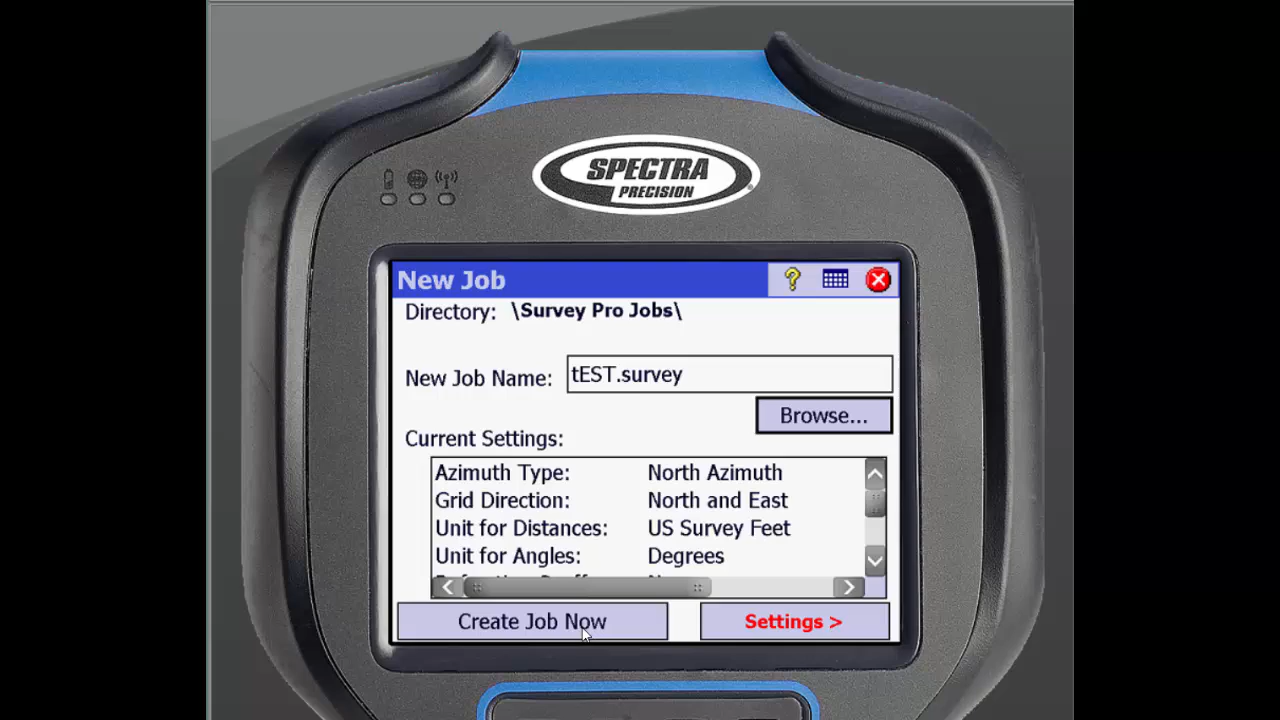 SPECTRA
PRECISION
New Job
Directory: \Survey Pro Jobs\
New Job Name: tEST.survey
Browse...
Current Settings:
Azimuth Type: North Azimuth
Grid Direction: North and East
Unit for Distances: US Survey Feet
Unit for Angles: Degrees
Create Job Now
Settings >